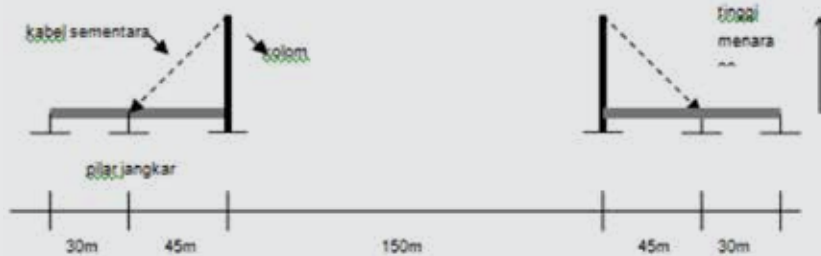 kabel sementara
kolom
tinggi
menara
pilar jangkar
30m 45m 150m 45m 30m